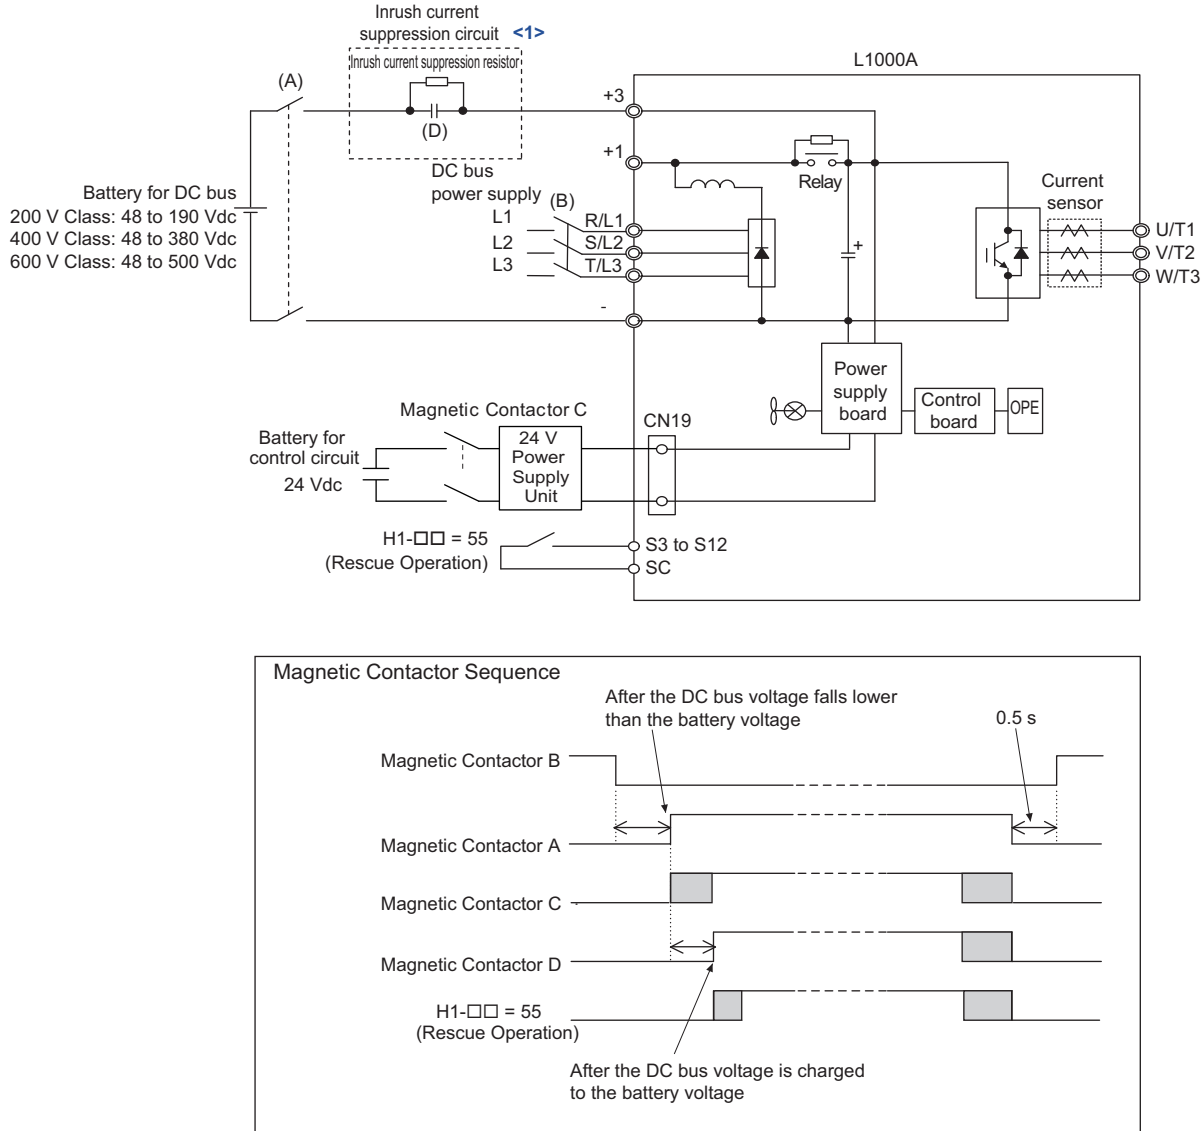 Inrush current
suppression circuit <1>
Inrush current suppression resistor
L1000A
(A)
+3
(D)
+1
DC bus
power supply
(B)
Relay
Current
sensor
Battery for DC bus
200 V Class: 48 to 190 Vdc
400 V Class: 48 to 380 Vdc
600 V Class: 48 to 500 Vdc
L1
R/L1
U/T1
L2
S/L2
+
V/T2
L3
T/L3
W/T3
-
Power
supply
board
Control
board
OPE
Magnetic Contactor C
CN19
Battery for
control circuit
24 Vdc
24 V
Power
Supply
Unit
H1-□□ = 55
(Rescue Operation)
S3 to S12
SC
Magnetic Contactor Sequence
After the DC bus voltage falls lower
than the battery voltage
0.5 s
Magnetic Contactor B
Magnetic Contactor A
Magnetic Contactor C
Magnetic Contactor D
H1-□□ = 55
(Rescue Operation)
After the DC bus voltage is charged
to the battery voltage